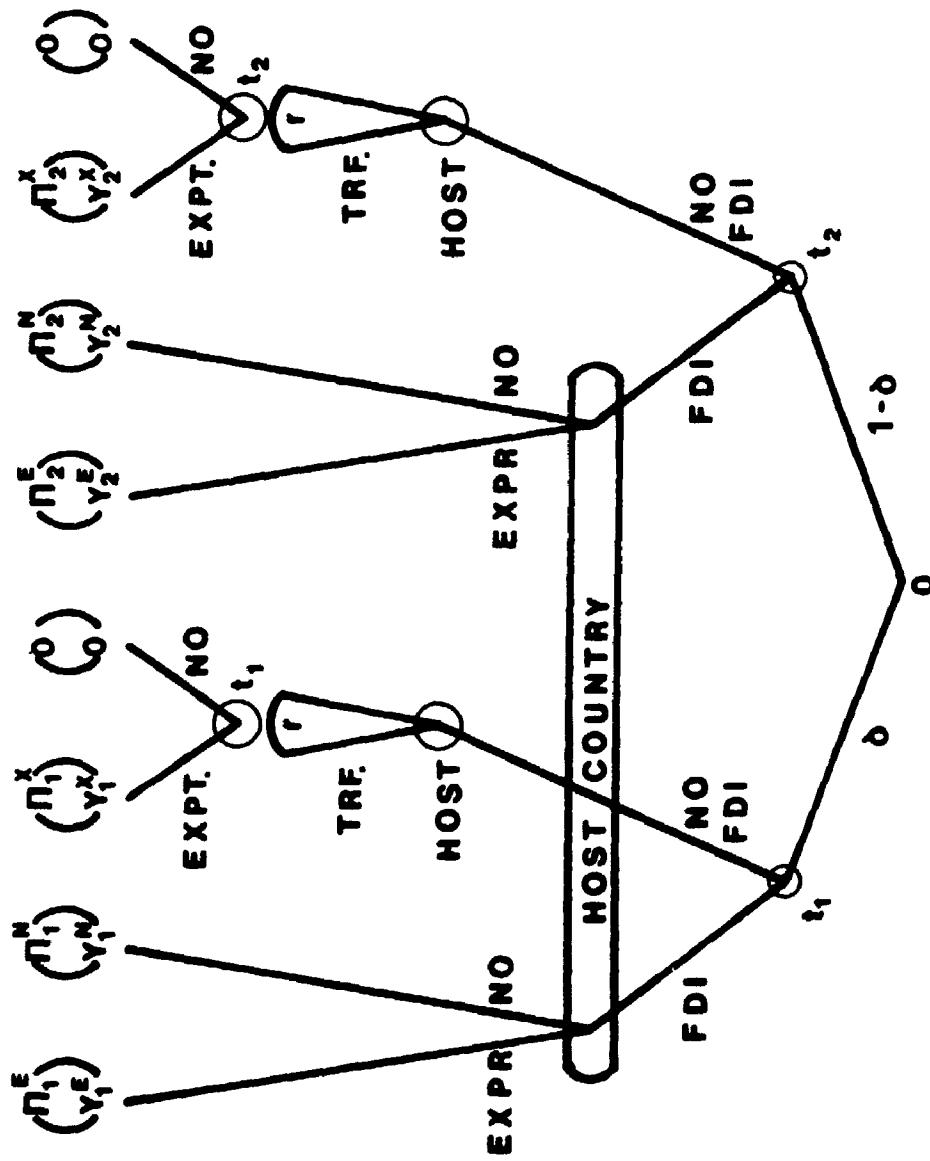 (Π₁ᴱ Y₁ᴱ) (Π₁ᴺ Y₁ᴺ) (Π₁ˣ Y₁ˣ) (0 0) (Π₂ᴱ Y₂ᴱ) (Π₂ᴺ Y₂ᴺ) (Π₂ˣ Y₂ˣ) (0 0)
EXPT. NO EXPT. NO
t₁ t₂
r r
TRF. TRF.
HOST HOST
EXPR NO EXPR NO
HOST COUNTRY
FDI NO FDI FDI NO FDI
t₁ t₂
δ 1-δ